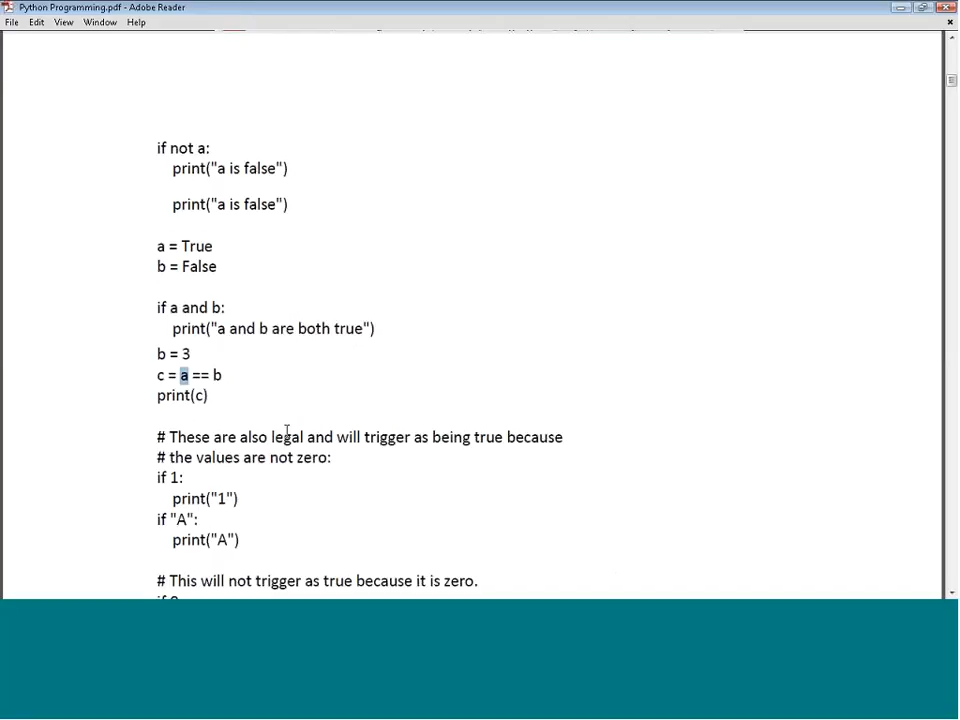 Python Programming.pdf - Adobe Reader
File Edit View Window Help
if not a:
print("a is false")
print("a is false")
a = True
b = False
if a and b:
print("a and b are both true")
b = 3
c = a == b
print(c)
# These are also legal and will trigger as being true because
# the values are not zero:
if 1:
print("1")
if "A":
print("A")
# This will not trigger as true because it is zero.